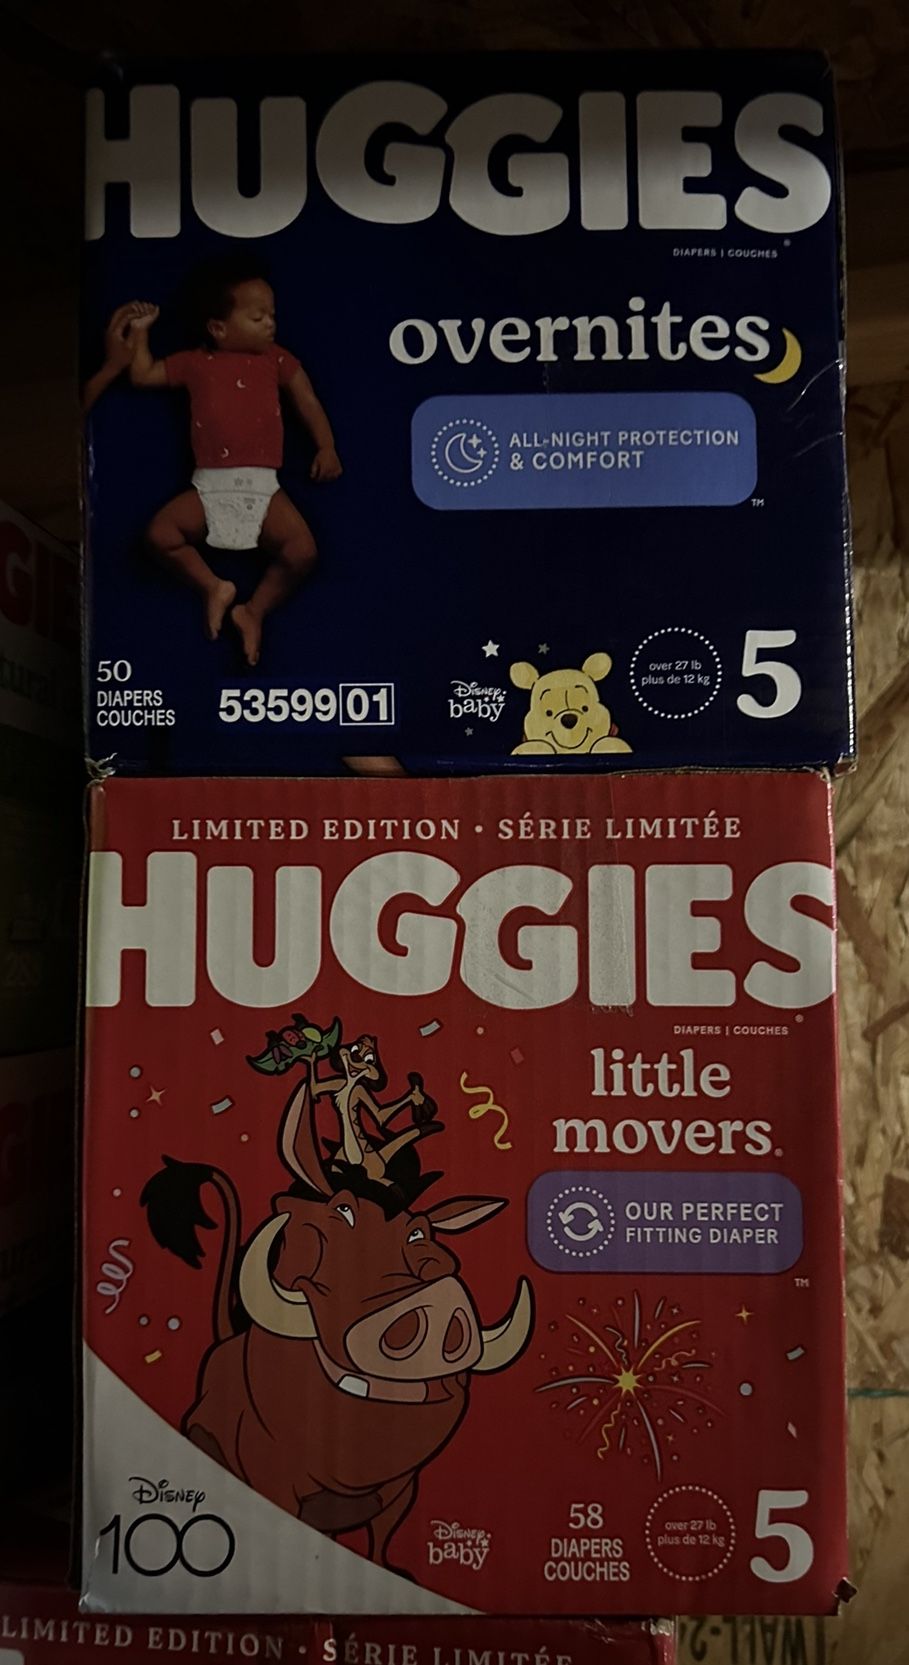 HUGGIES
DIAPERS | COUCHES ®
overnites
ALL-NIGHT PROTECTION
& COMFORT
™
50
DIAPERS
COUCHES
53599 01
Disney
baby
over 27 lb
plus de 12 kg
5
LIMITED EDITION • SÉRIE LIMITÉE
HUGGIES
®
DIAPERS | COUCHES
little
movers®
OUR PERFECT
FITTING DIAPER
™
Disney
100
Disney
baby
58
DIAPERS
COUCHES
over 27 lb
plus de 12 kg
5
LIMITED EDITION • SÉRIE LIMITÉE